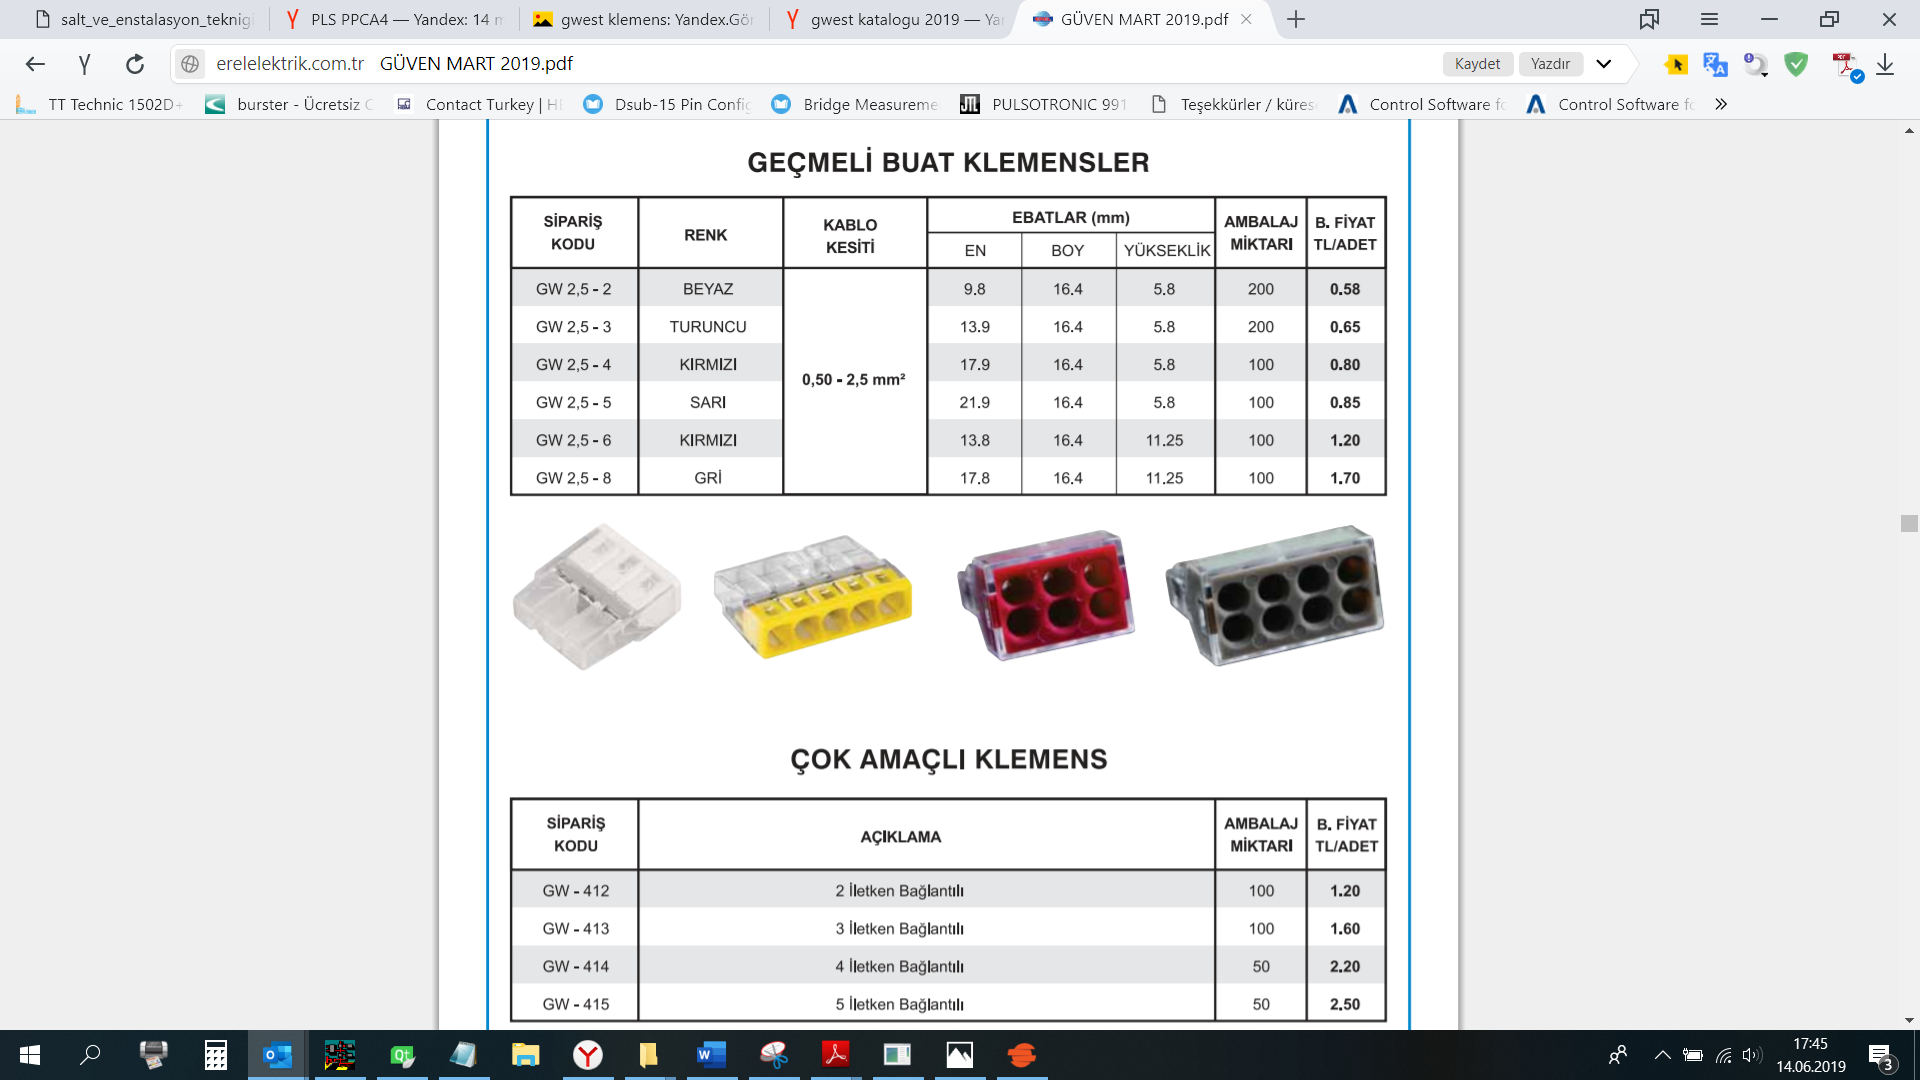 salt_ve_enstalasyon_teknigi
PLS PPCA4 — Yandex: 14 m
gwest klemens: Yandex.Gör
gwest katalogu 2019 — Yan
GÜVEN MART 2019.pdf
erelelektrik.com.tr GÜVEN MART 2019.pdf
Kaydet
Yazdır
TT Technic 1502D+
burster - Ücretsiz
Contact Turkey |
Dsub-15 Pin Config
Bridge Measureme
PULSOTRONIC 991
Teşekkürler / kürese
Control Software fo
Control Software fo
GEÇMELİ BUAT KLEMENSLER
SİPARİŞ KODU RENK KABLO KESİTİ EBATLAR (mm) AMBALAJ MİKTARI B. FİYAT TL/ADET
EN BOY YÜKSEKLİK
GW 2,5 - 2 BEYAZ 9.8 16.4 5.8 200 0.58
GW 2,5 - 3 TURUNCU 13.9 16.4 5.8 200 0.65
GW 2,5 - 4 KIRMIZI 17.9 16.4 5.8 100 0.80
0,50 - 2,5 mm²
GW 2,5 - 5 SARI 21.9 16.4 5.8 100 0.85
GW 2,5 - 6 KIRMIZI 13.8 16.4 11.25 100 1.20
GW 2,5 - 8 GRİ 17.8 16.4 11.25 100 1.70
ÇOK AMAÇLI KLEMENS
SİPARİŞ KODU AÇIKLAMA AMBALAJ MİKTARI B. FİYAT TL/ADET
GW - 412 2 İletken Bağlantılı 100 1.20
GW - 413 3 İletken Bağlantılı 100 1.60
GW - 414 4 İletken Bağlantılı 50 2.20
GW - 415 5 İletken Bağlantılı 50 2.50
17:45
14.06.2019
3